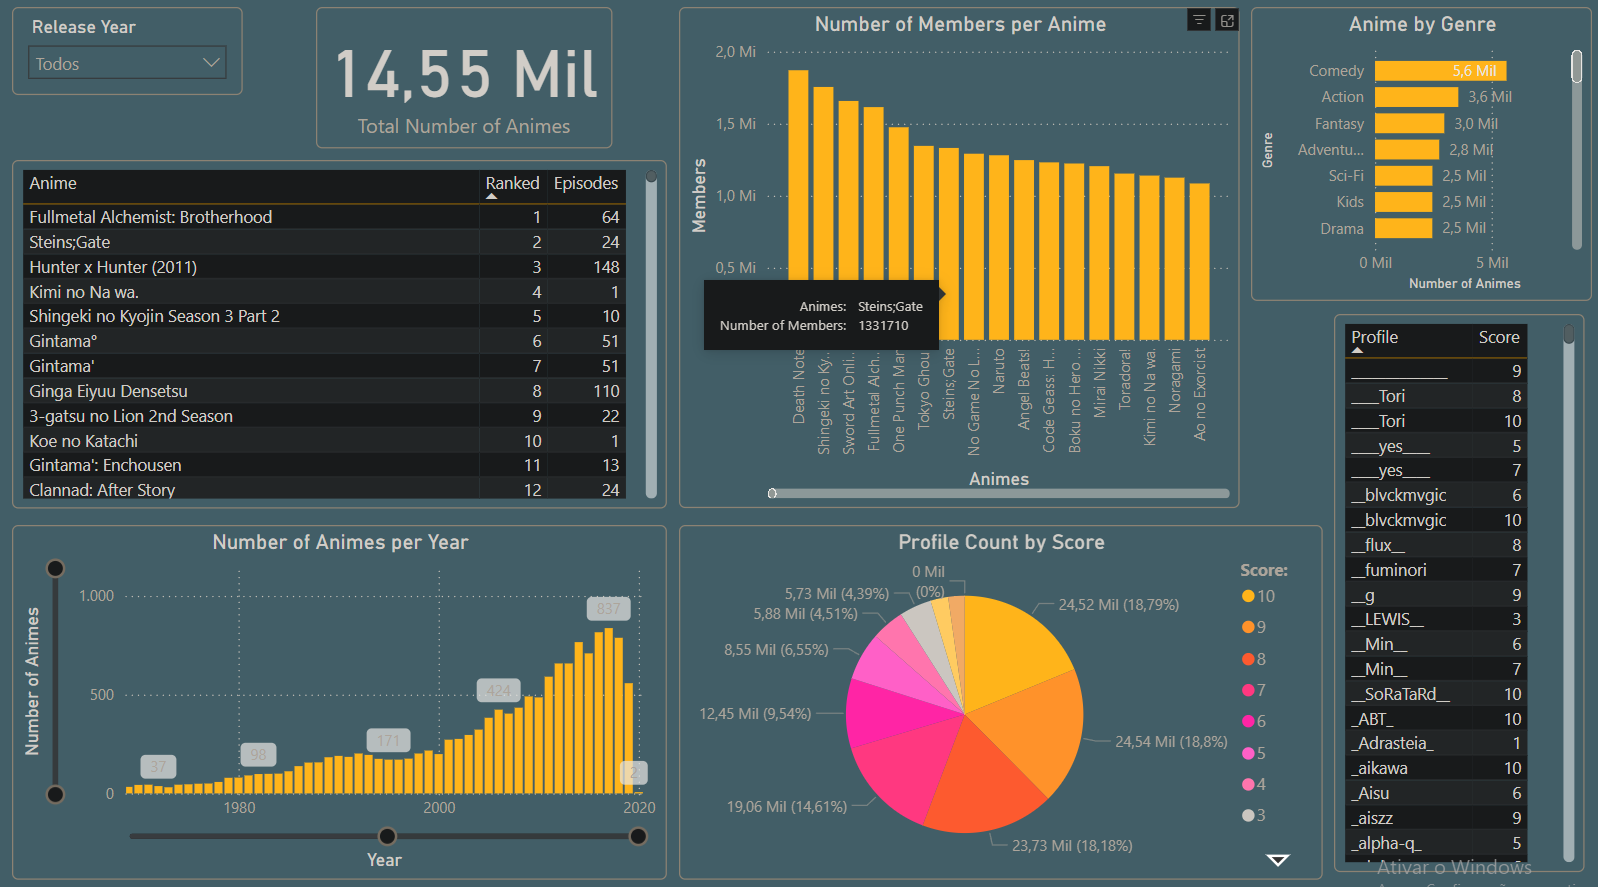 Release Year
Todos
14,55 Mil
Total Number of Animes
Anime Ranked Episodes
Fullmetal Alchemist: Brotherhood 1 64
Steins;Gate 2 24
Hunter x Hunter (2011) 3 148
Kimi no Na wa. 4 1
Shingeki no Kyojin Season 3 Part 2 5 10
Gintama° 6 51
Gintama' 7 51
Ginga Eiyuu Densetsu 8 110
3-gatsu no Lion 2nd Season 9 22
Koe no Katachi 10 1
Gintama': Enchousen 11 13
Clannad: After Story 12 24
Number of Members per Anime
Members
2,0 Mi
1,5 Mi
1,0 Mi
0,5 Mi
Animes: Steins;Gate
Number of Members: 1331710
Death Note
Shingeki no Ky...
Sword Art Onli...
Fullmetal Alch...
One Punch Man
Tokyo Ghoul
Steins;Gate
No Game No L...
Naruto
Angel Beats!
Code Geass: H...
Boku no Hero ...
Mirai Nikki
Toradora!
Kimi no Na wa.
Noragami
Ao no Exorcist
Animes
Anime by Genre
Genre
Comedy 5,6 Mil
Action 3,6 Mil
Fantasy 3,0 Mil
Adventu... 2,8 Mil
Sci-Fi 2,5 Mil
Kids 2,5 Mil
Drama 2,5 Mil
0 Mil 5 Mil
Number of Animes
Profile Score
____________ 9
____Tori 8
____Tori 10
____yes____ 5
____yes____ 7
__blvckmvgic 6
__blvckmvgic 10
__flux__ 8
__fuminori 7
__g 9
__LEWIS__ 3
__Min__ 6
__Min__ 7
__SoRaTaRd__ 10
_ABT_ 10
_Adrasteia_ 1
_aikawa 10
_Aisu 6
_aiszz 9
_alpha-q_ 5
Ativar o Windows
Number of Animes per Year
Number of Animes
1.000
500
0
37
98
171
424
837
2
1980 2000 2020
Year
Profile Count by Score
0 Mil
(0%)
5,73 Mil (4,39%)
5,88 Mil (4,51%)
8,55 Mil (6,55%)
12,45 Mil (9,54%)
19,06 Mil (14,61%)
24,52 Mil (18,79%)
24,54 Mil (18,8%)
23,73 Mil (18,18%)
Score:
10
9
8
7
6
5
4
3